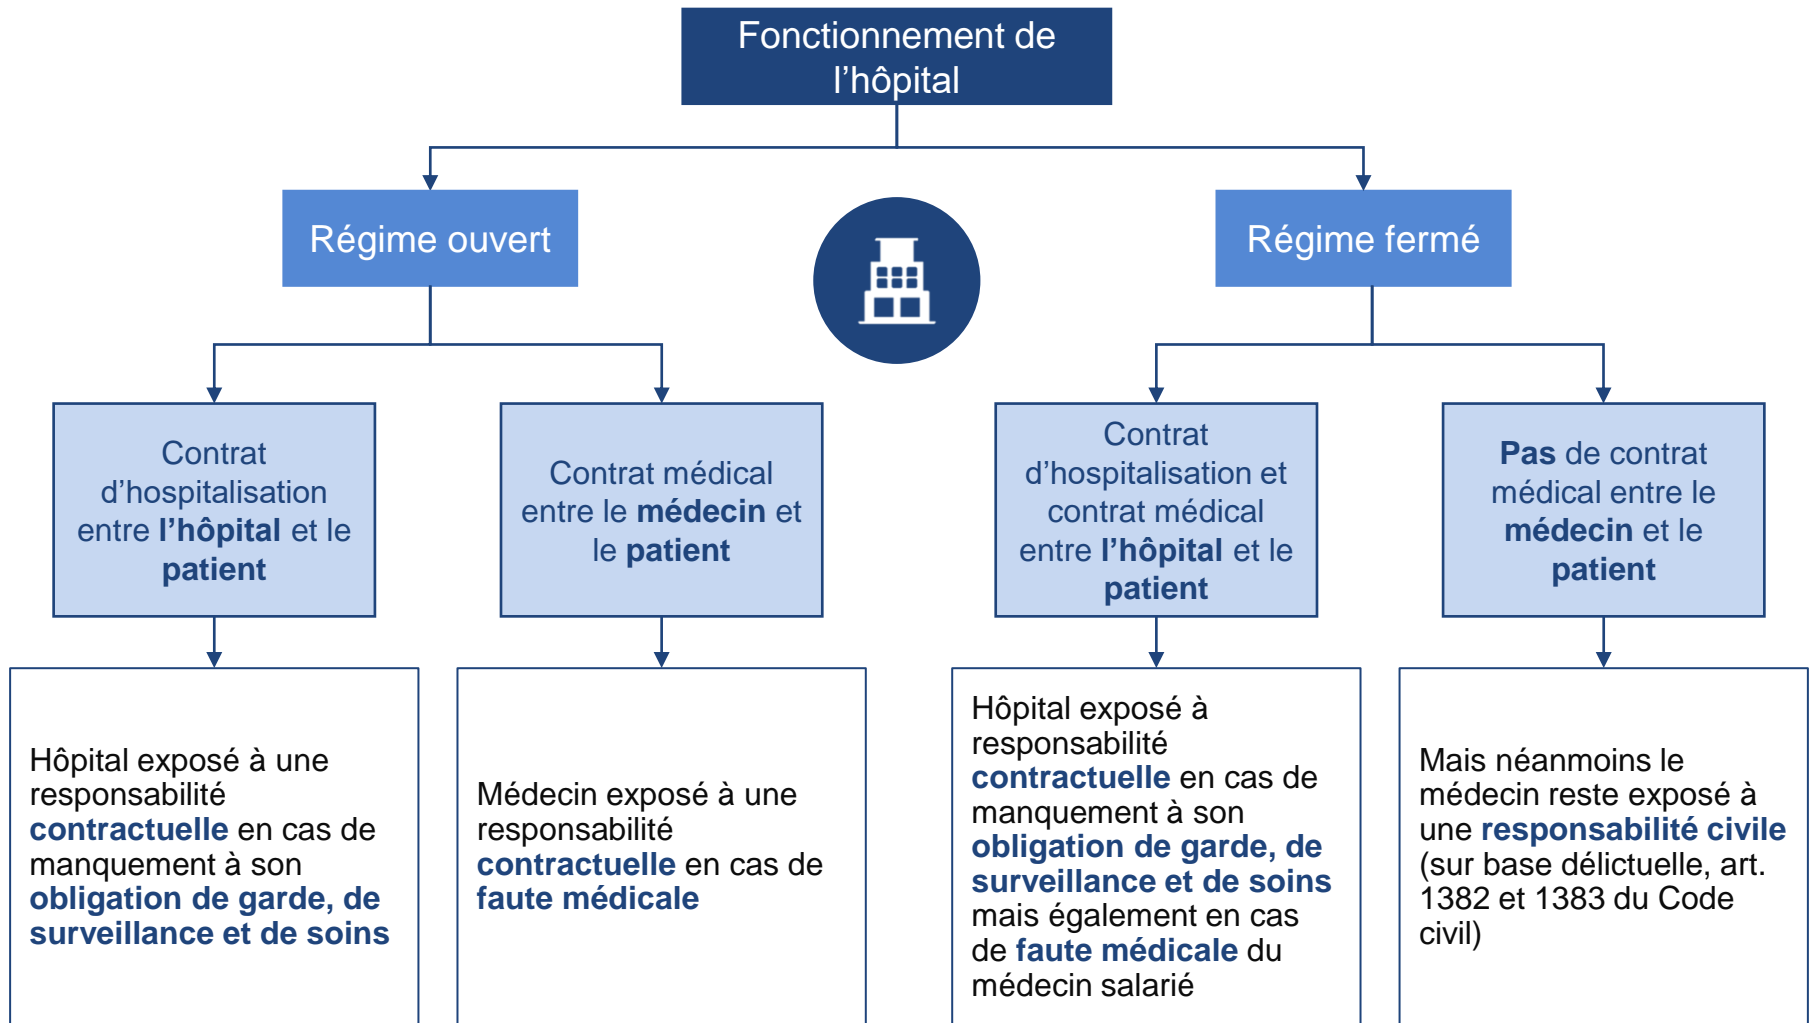 Fonctionnement de
l’hôpital
Régime ouvert
Régime fermé
Contrat
d’hospitalisation
entre l’hôpital et le
patient
Contrat médical
entre le médecin et
le patient
Contrat
d’hospitalisation et
contrat médical
entre l’hôpital et le
patient
Pas de contrat
médical entre le
médecin et le
patient
Hôpital exposé à une
responsabilité
contractuelle en cas de
manquement à son
obligation de garde, de
surveillance et de soins
Médecin exposé à une
responsabilité
contractuelle en cas de
faute médicale
Hôpital exposé à
responsabilité
contractuelle en cas de
manquement à son
obligation de garde, de
surveillance et de soins
mais également en cas
de faute médicale du
médecin salarié
Mais néanmoins le
médecin reste exposé à
une responsabilité civile
(sur base délictuelle, art.
1382 et 1383 du Code
civil)